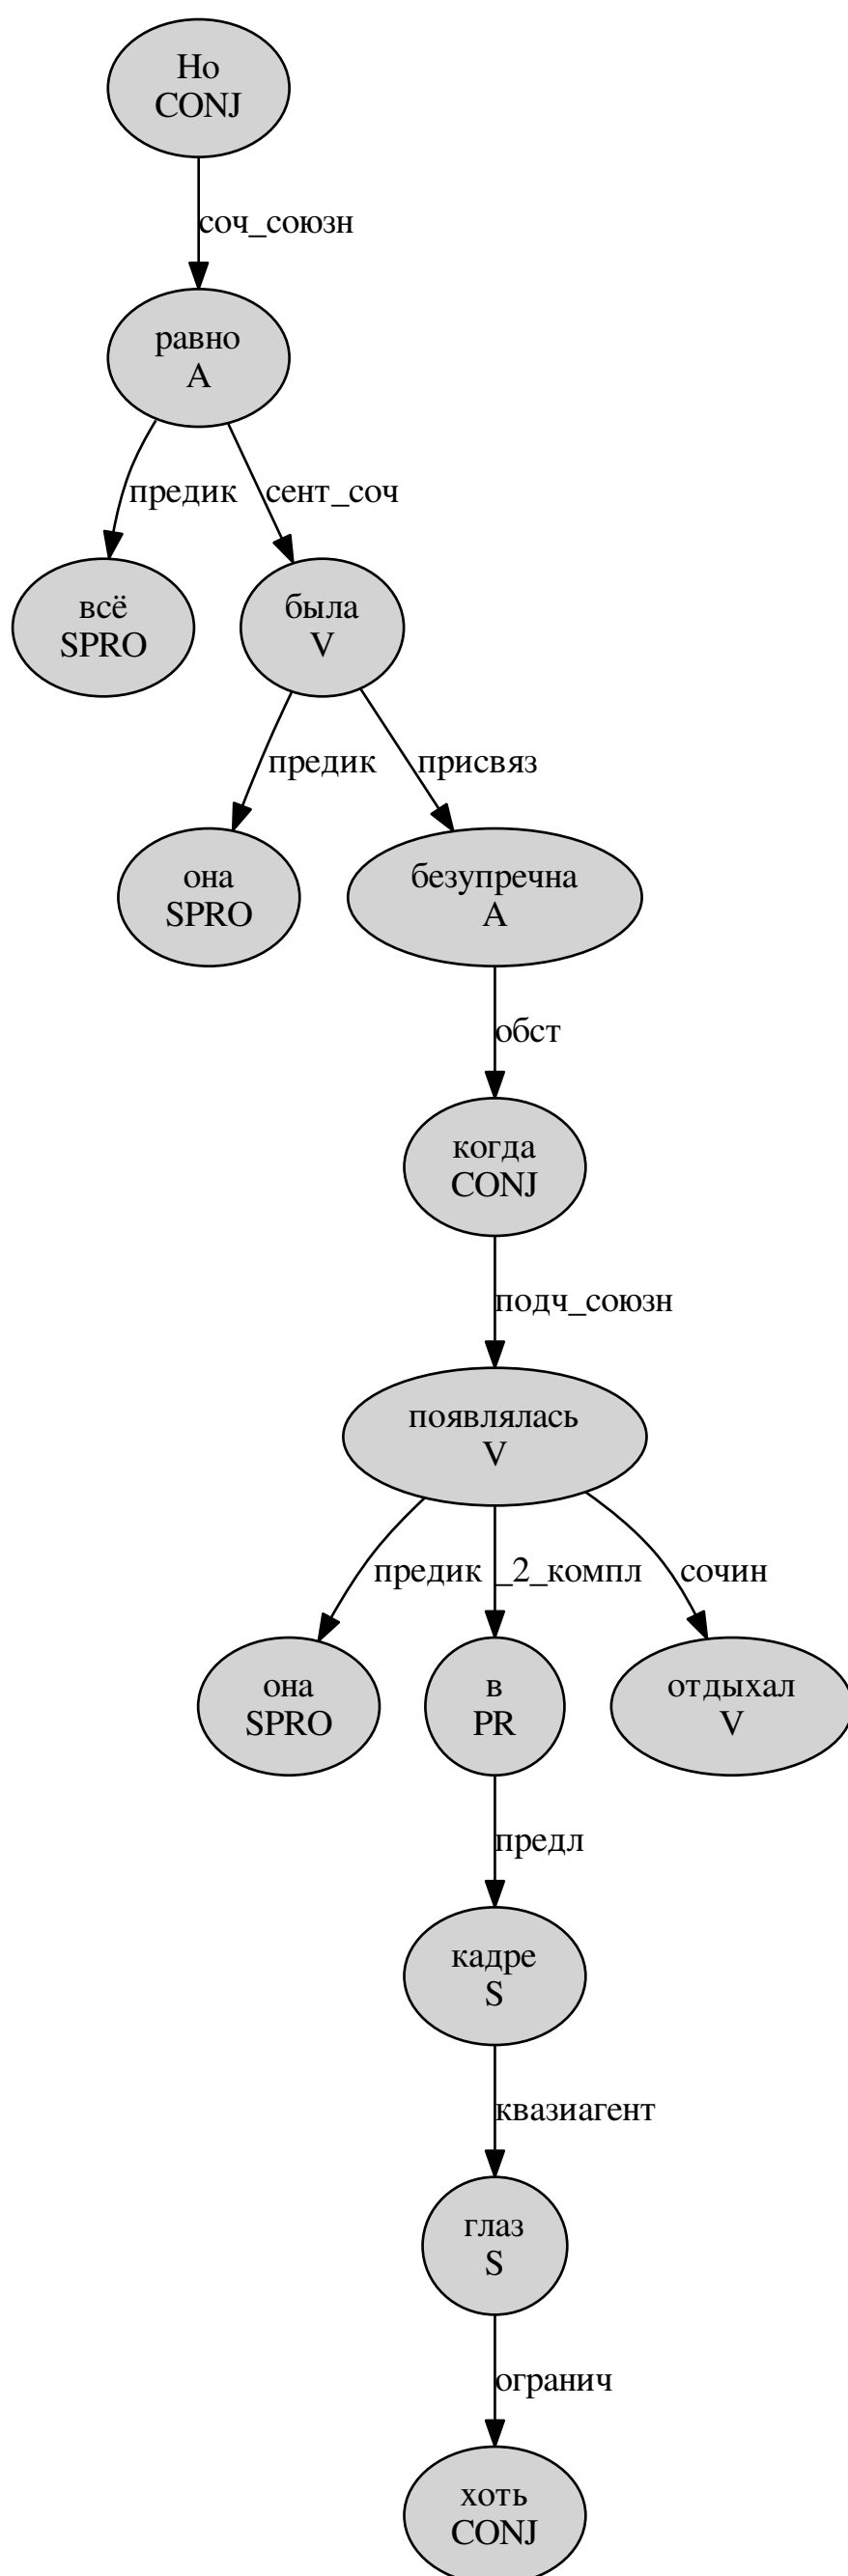 Но
CONJ
соч_союзн
равно
A
предик
сент_соч
всё
SPRO
была
V
предик
присвяз
она
SPRO
безупречна
A
обст
когда
CONJ
подч_союзн
появлялась
V
предик
_2_компл
сочин
она
SPRO
в
PR
отдыхал
V
предл
кадре
S
квазиагент
глаз
S
огранич
хоть
CONJ